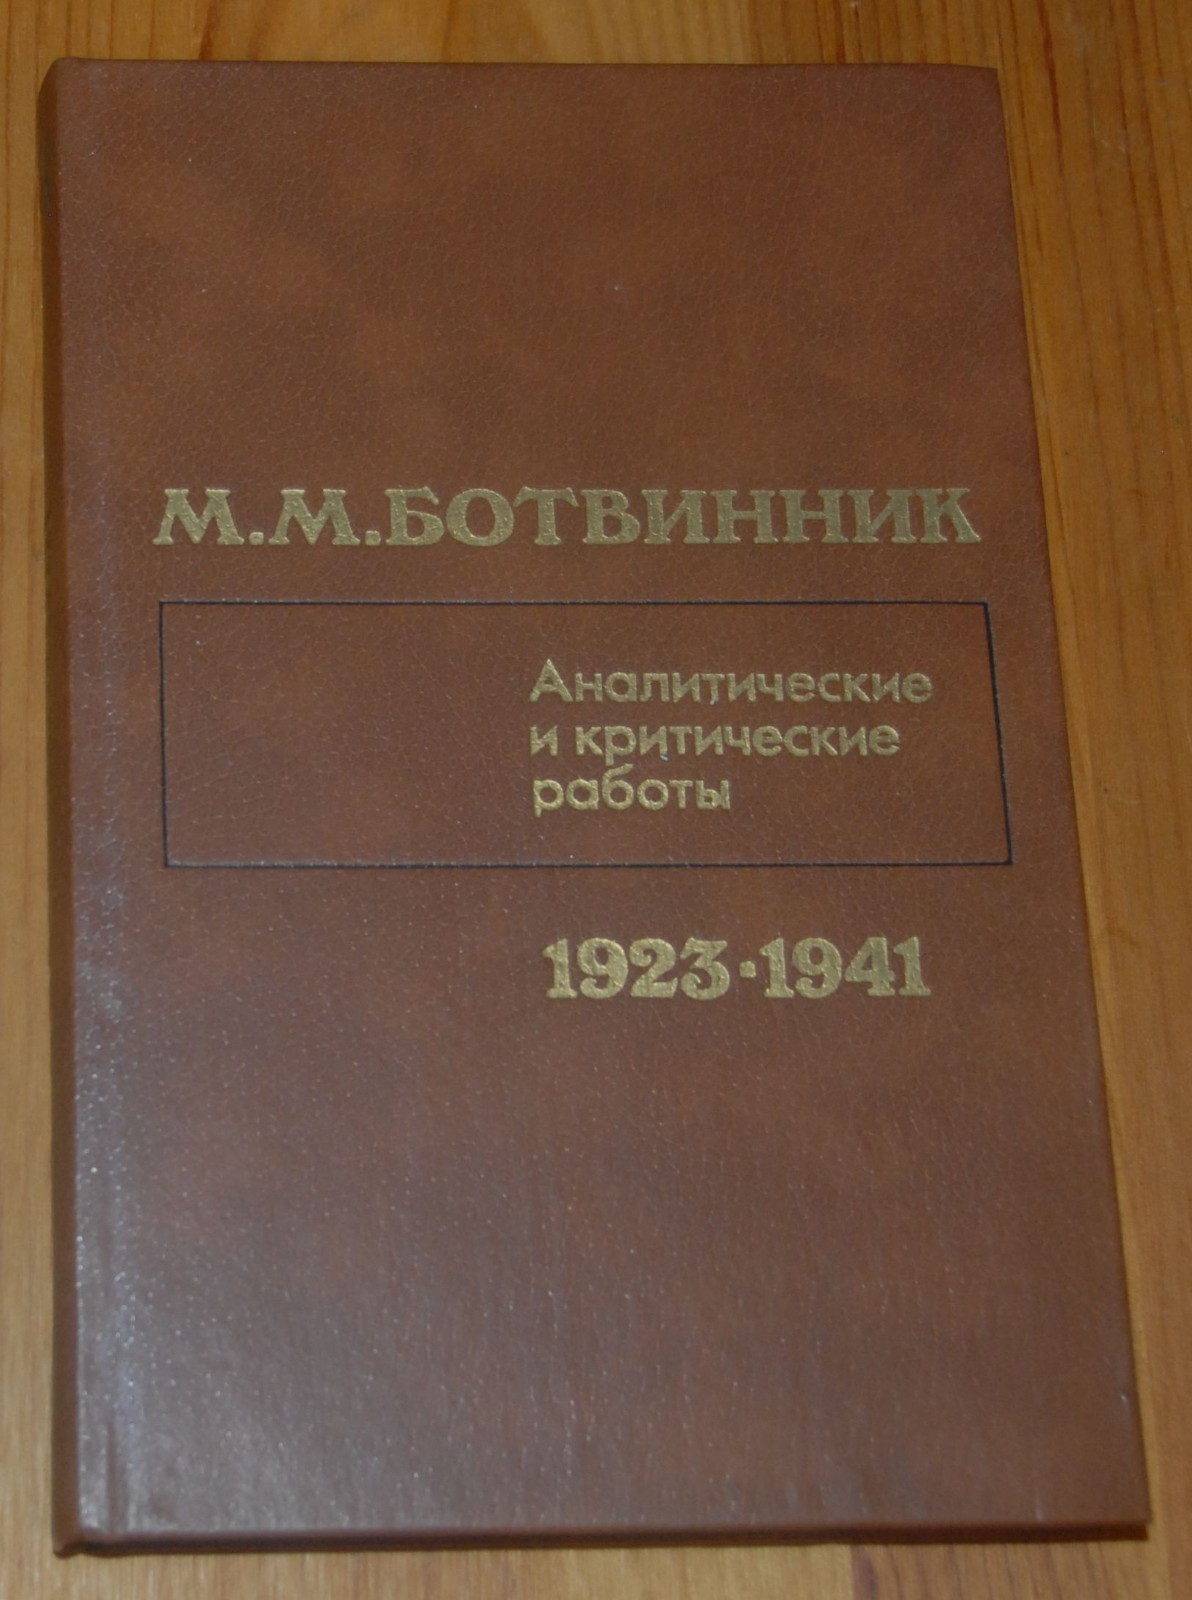 М.М.БОТВИННИК
Аналитические
и критические
работы
1923·1941